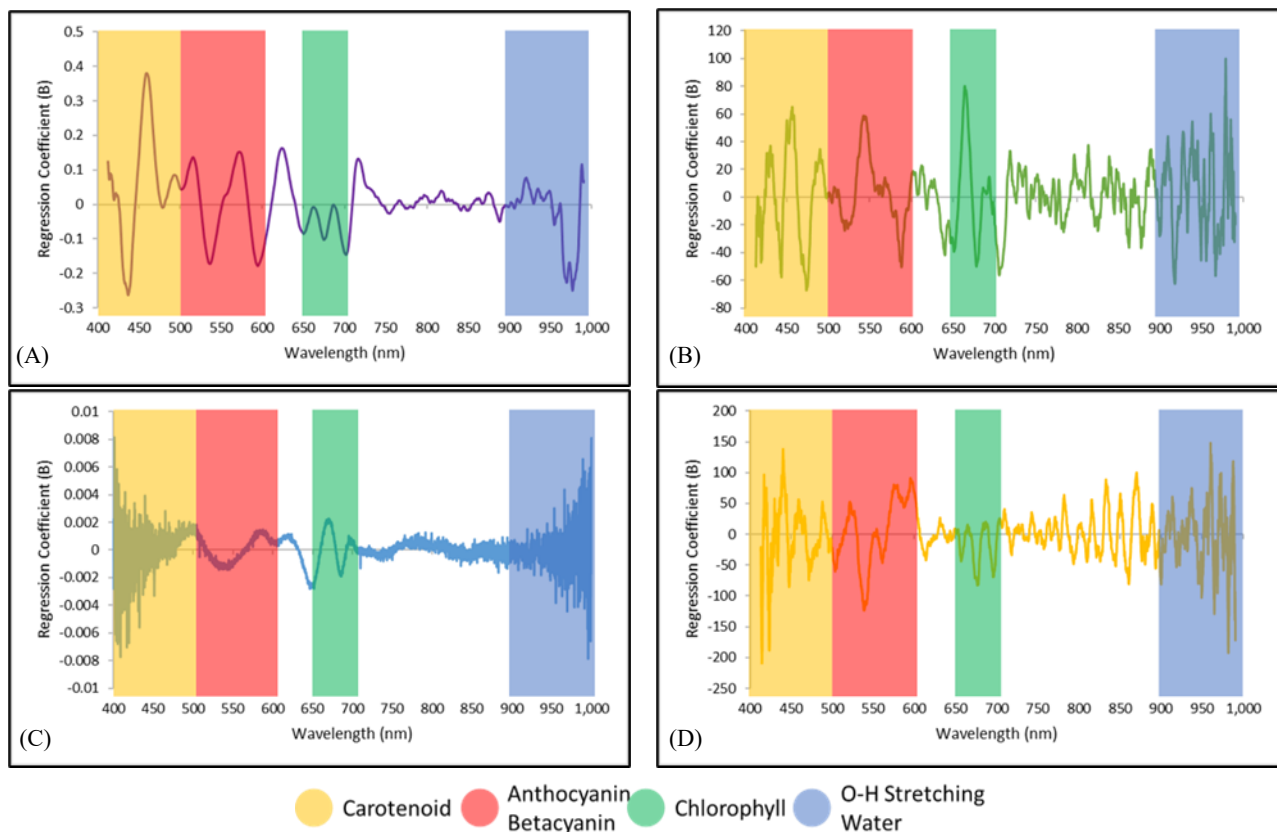 0.5
0.4
0.3
0.2
0.1
0
-0.1
-0.2
-0.3
Regression Coefficient (B)
400 450 500 550 600 650 700 750 800 850 900 950 1,000
Wavelength (nm)
(A)
120
100
80
60
40
20
0
-20
-40
-60
-80
Regression Coefficient (B)
400 450 500 550 600 650 700 750 800 850 900 950 1,000
Wavelength (nm)
(B)
0.01
0.008
0.006
0.004
0.002
0
-0.002
-0.004
-0.006
-0.008
-0.01
Regression Coefficient (B)
400 450 500 550 600 650 700 750 800 850 900 950 1,000
Wavelength (nm)
(C)
200
150
100
50
0
-50
-100
-150
-200
-250
Regression Coefficient (B)
400 450 500 550 600 650 700 750 800 850 900 950 1,000
Wavelength (nm)
(D)
Carotenoid
Anthocyanin
Betacyanin
Chlorophyll
O-H Stretching
Water